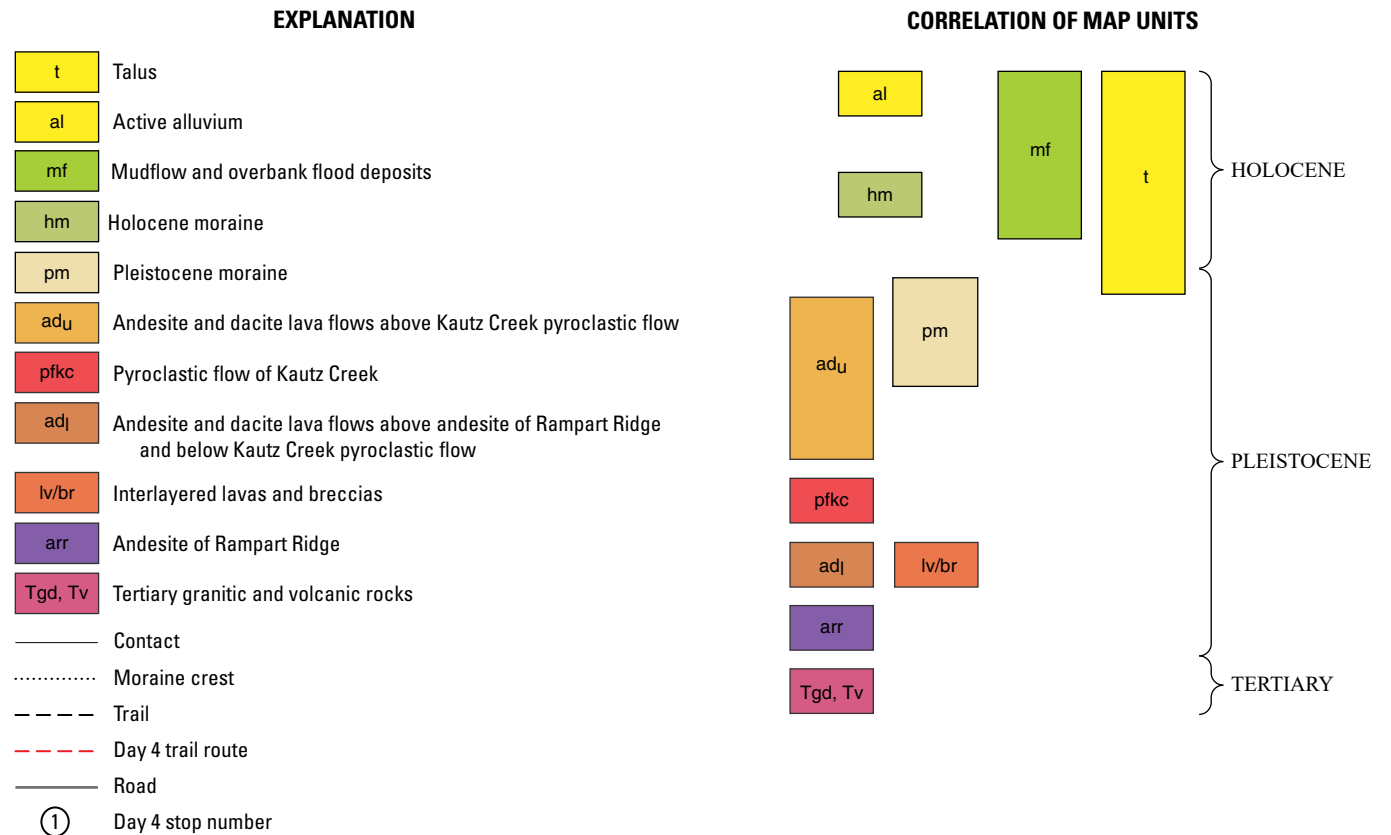 EXPLANATION
t Talus
al Active alluvium
mf Mudflow and overbank flood deposits
hm Holocene moraine
pm Pleistocene moraine
adu Andesite and dacite lava flows above Kautz Creek pyroclastic flow
pfkc Pyroclastic flow of Kautz Creek
adl Andesite and dacite lava flows above andesite of Rampart Ridge
and below Kautz Creek pyroclastic flow
lv/br Interlayered lavas and breccias
arr Andesite of Rampart Ridge
Tgd, Tv Tertiary granitic and volcanic rocks
Contact
Moraine crest
Trail
Day 4 trail route
Road
1 Day 4 stop number
CORRELATION OF MAP UNITS
al
mf
t
HOLOCENE
hm
pm
adu
PLEISTOCENE
pfkc
adl
lv/br
arr
Tgd, Tv
TERTIARY